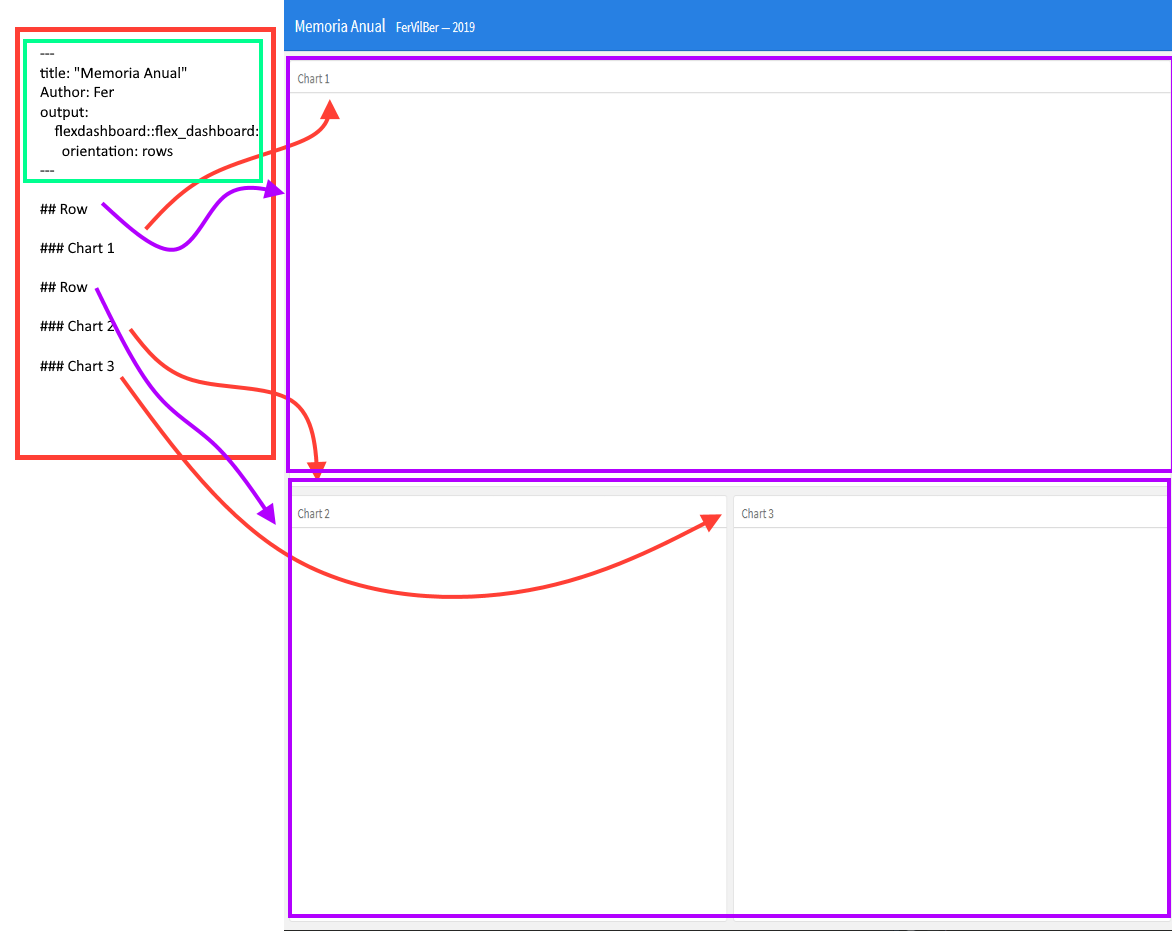 ---
title: "Memoria Anual"
Author: Fer
output:
flexdashboard::flex_dashboard:
orientation: rows
---
## Row
### Chart 1
## Row
### Chart 2
### Chart 3
Memoria Anual FerVilBer — 2019
Chart 1
Chart 2
Chart 3